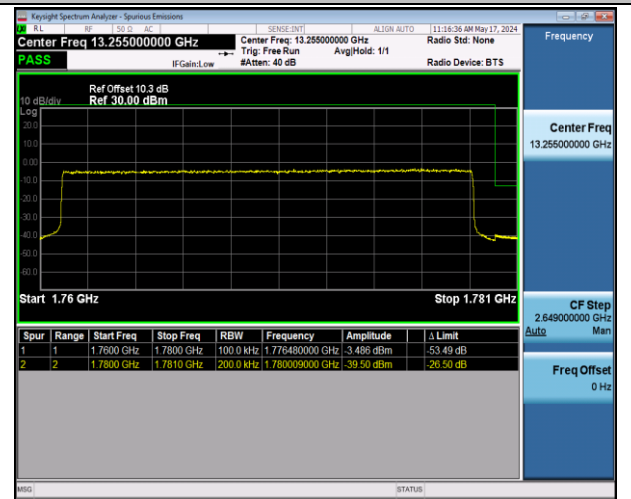 Keysight Spectrum Analyzer - Spurious Emissions
RL RF 50 Ω AC SENSE:INT ALIGN AUTO 11:16:36 AM May 17, 2024
Center Freq 13.255000000 GHz
Center Freq: 13.255000000 GHz
Radio Std: None
Trig: Free Run Avg|Hold: 1/1
PASS
IFGain:Low
#Atten: 40 dB
Radio Device: BTS
Ref Offset 10.3 dB
10 dB/div Ref 30.00 dBm
Log
20.0
10.0
0.00
-10.0
-20.0
-30.0
-40.0
-50.0
-60.0
Start 1.76 GHz Stop 1.781 GHz
Spur Range Start Freq Stop Freq RBW Frequency Amplitude Δ Limit
1 1 1.7600 GHz 1.7800 GHz 100.0 kHz 1.776480000 GHz -3.486 dBm -53.49 dB
2 2 1.7800 GHz 1.7810 GHz 200.0 kHz 1.780009000 GHz -39.50 dBm -26.50 dB
MSG STATUS
Frequency
Center Freq
13.255000000 GHz
CF Step
2.649000000 GHz
Auto Man
Freq Offset
0 Hz